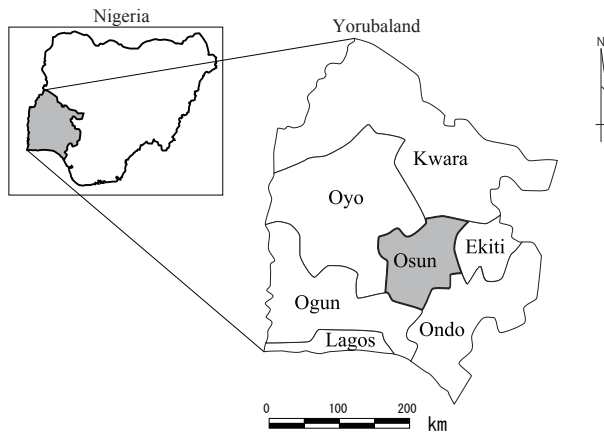 Nigeria
Yorubaland
N
Kwara
Oyo
Ekiti
Osun
Ogun
Ondo
Lagos
0 100 200
km